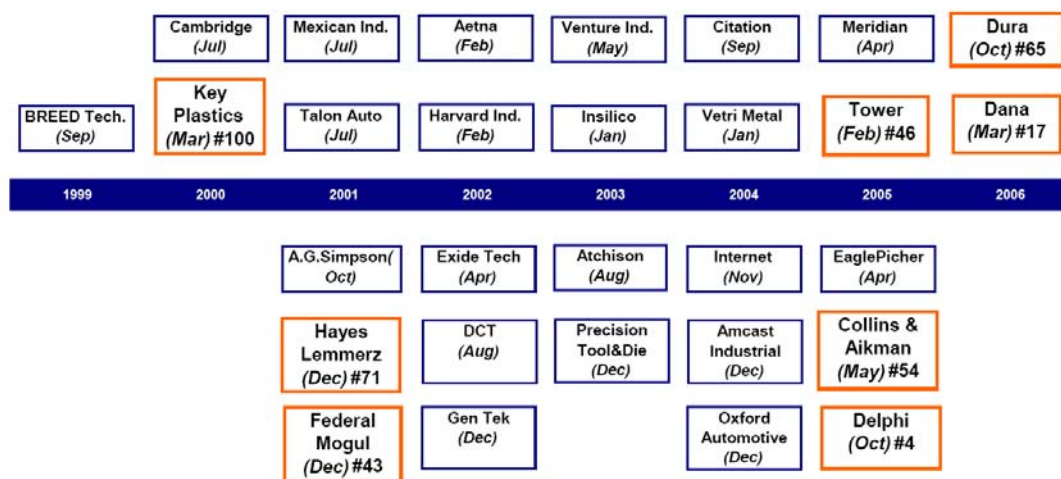 Cambridge
(Jul)
Mexican Ind.
(Jul)
Aetna
(Feb)
Venture Ind.
(May)
Citation
(Sep)
Meridian
(Apr)
Dura
(Oct) #65
BREED Tech.
(Sep)
Key
Plastics
(Mar) #100
Talon Auto
(Jul)
Harvard Ind.
(Feb)
Insilico
(Jan)
Vetri Metal
(Jan)
Tower
(Feb) #46
Dana
(Mar) #17
1999 2000 2001 2002 2003 2004 2005 2006
A.G.Simpson(
Oct)
Exide Tech
(Apr)
Atchison
(Aug)
Internet
(Nov)
EaglePicher
(Apr)
Hayes
Lemmerz
(Dec) #71
DCT
(Aug)
Precision
Tool&Die
(Dec)
Amcast
Industrial
(Dec)
Collins &
Aikman
(May) #54
Federal
Mogul
(Dec) #43
Gen Tek
(Dec)
Oxford
Automotive
(Dec)
Delphi
(Oct) #4